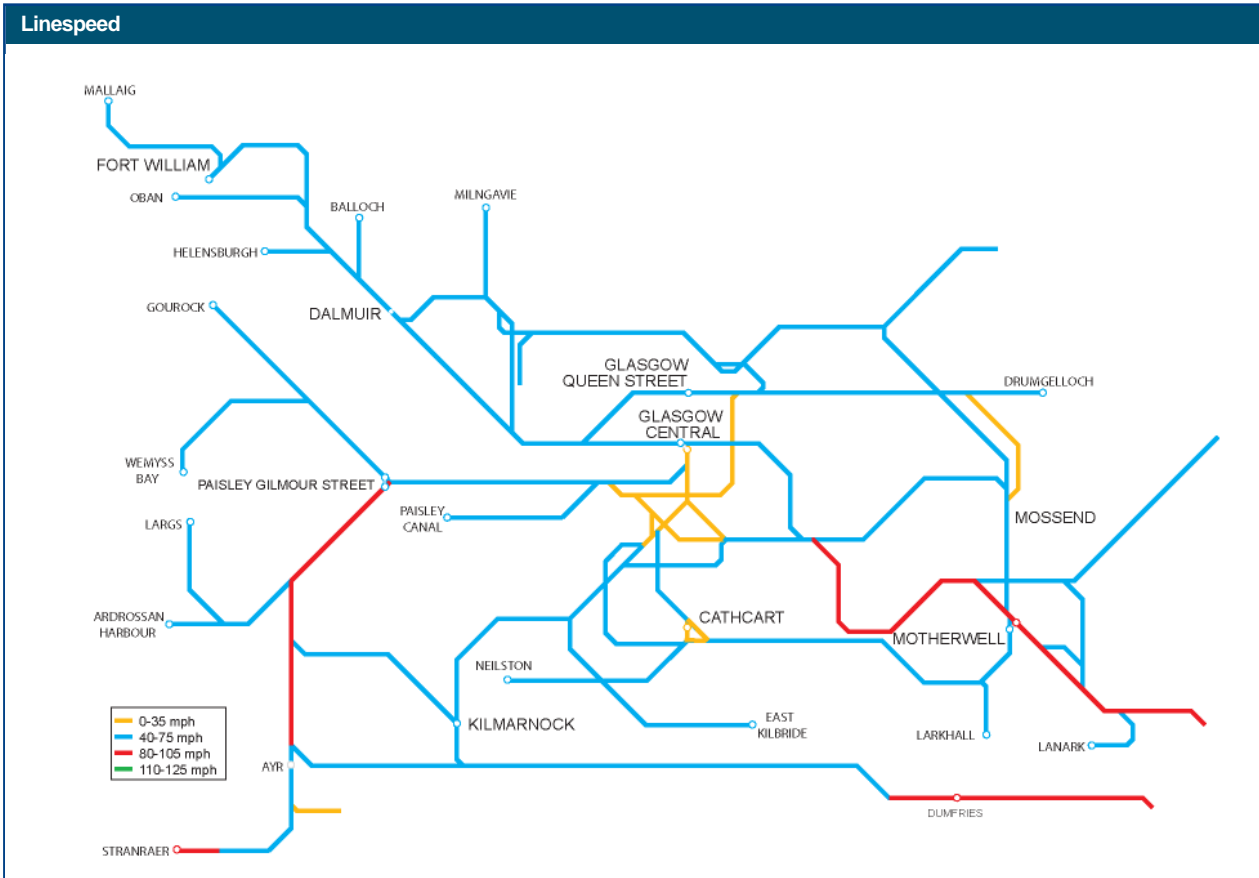 Linespeed
MALLAIG
FORT WILLIAM
OBAN
BALLOCH
MILNGAVIE
HELENSBURGH
GOUROCK
DALMUIR
GLASGOW
QUEEN STREET
DRUMGELLOCH
GLASGOW
CENTRAL
WEMYSS
BAY
PAISLEY GILMOUR STREET
PAISLEY
CANAL
LARGS
MOSSEND
ARDROSSAN
HARBOUR
CATHCART
MOTHERWELL
NEILSTON
KILMARNOCK
EAST
KILBRIDE
LARKHALL
LANARK
0-35 mph
40-75 mph
80-105 mph
110-125 mph
AYR
DUMFRIES
STRANRAER